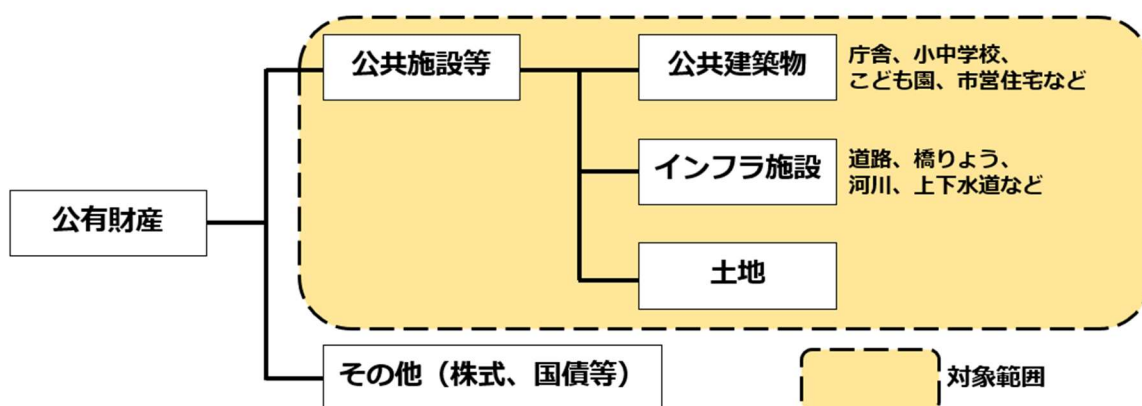 公共施設等
公共建築物
庁舎、小中学校、
こども園、市営住宅など
インフラ施設
道路、橋りょう、
河川、上下水道など
公有財産
土地
その他（株式、国債等）
対象範囲